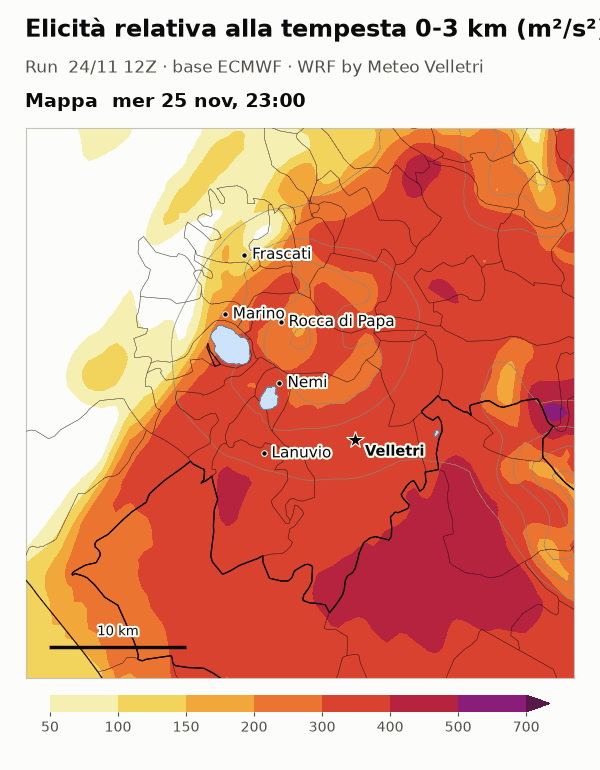 Elicità relativa alla tempesta 0-3 km (m²/s²)
Run 24/11 12Z · base ECMWF · WRF by Meteo Velletri
Mappa mer 25 nov, 23:00
Frascati
Marino
Rocca di Papa
Nemi
Velletri
Lanuvio
10 km
50 100 150 200 300 400 500 700